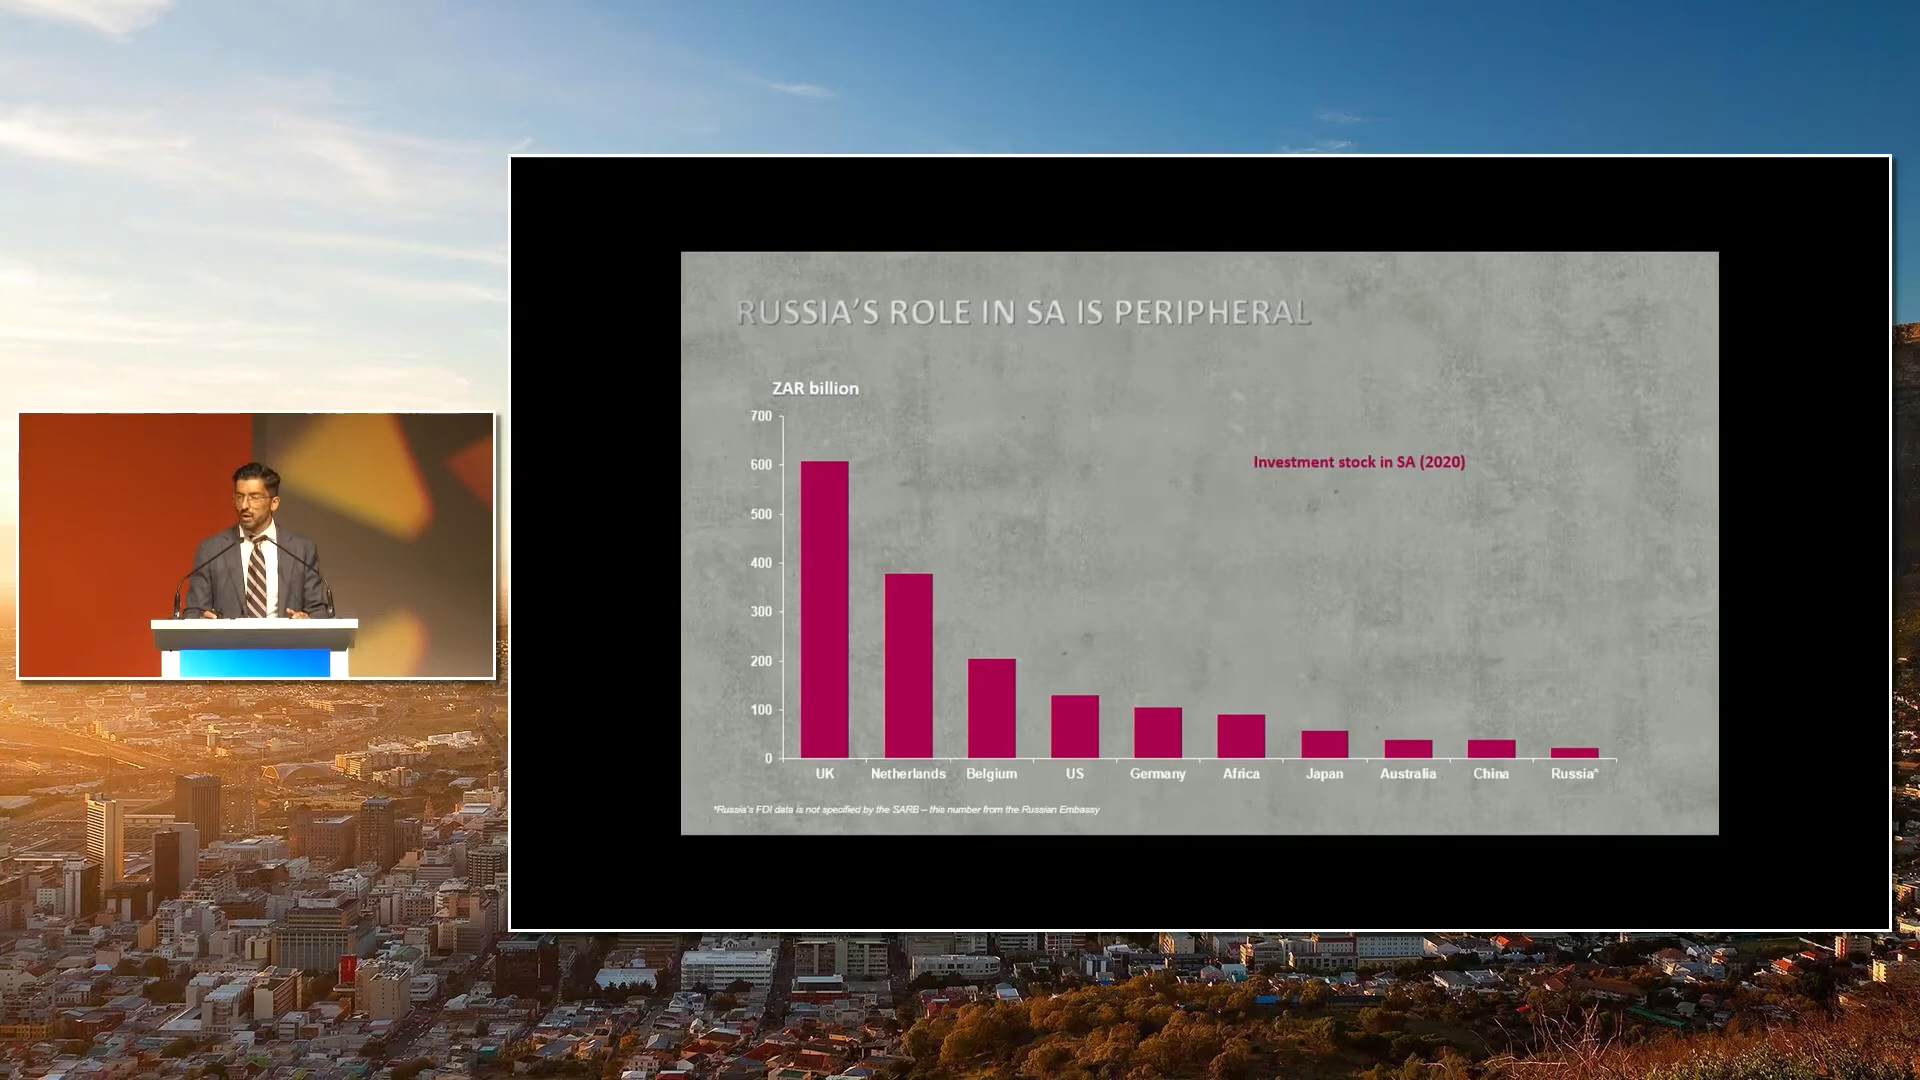 RUSSIA'S ROLE IN SA IS PERIPHERAL
ZAR billion
700
600
500
400
300
200
100
0
Investment stock in SA (2020)
UK Netherlands Belgium US Germany Africa Japan Australia China Russia*
*Russia's FDI data is not specified by the SARB – this number from the Russian Embassy